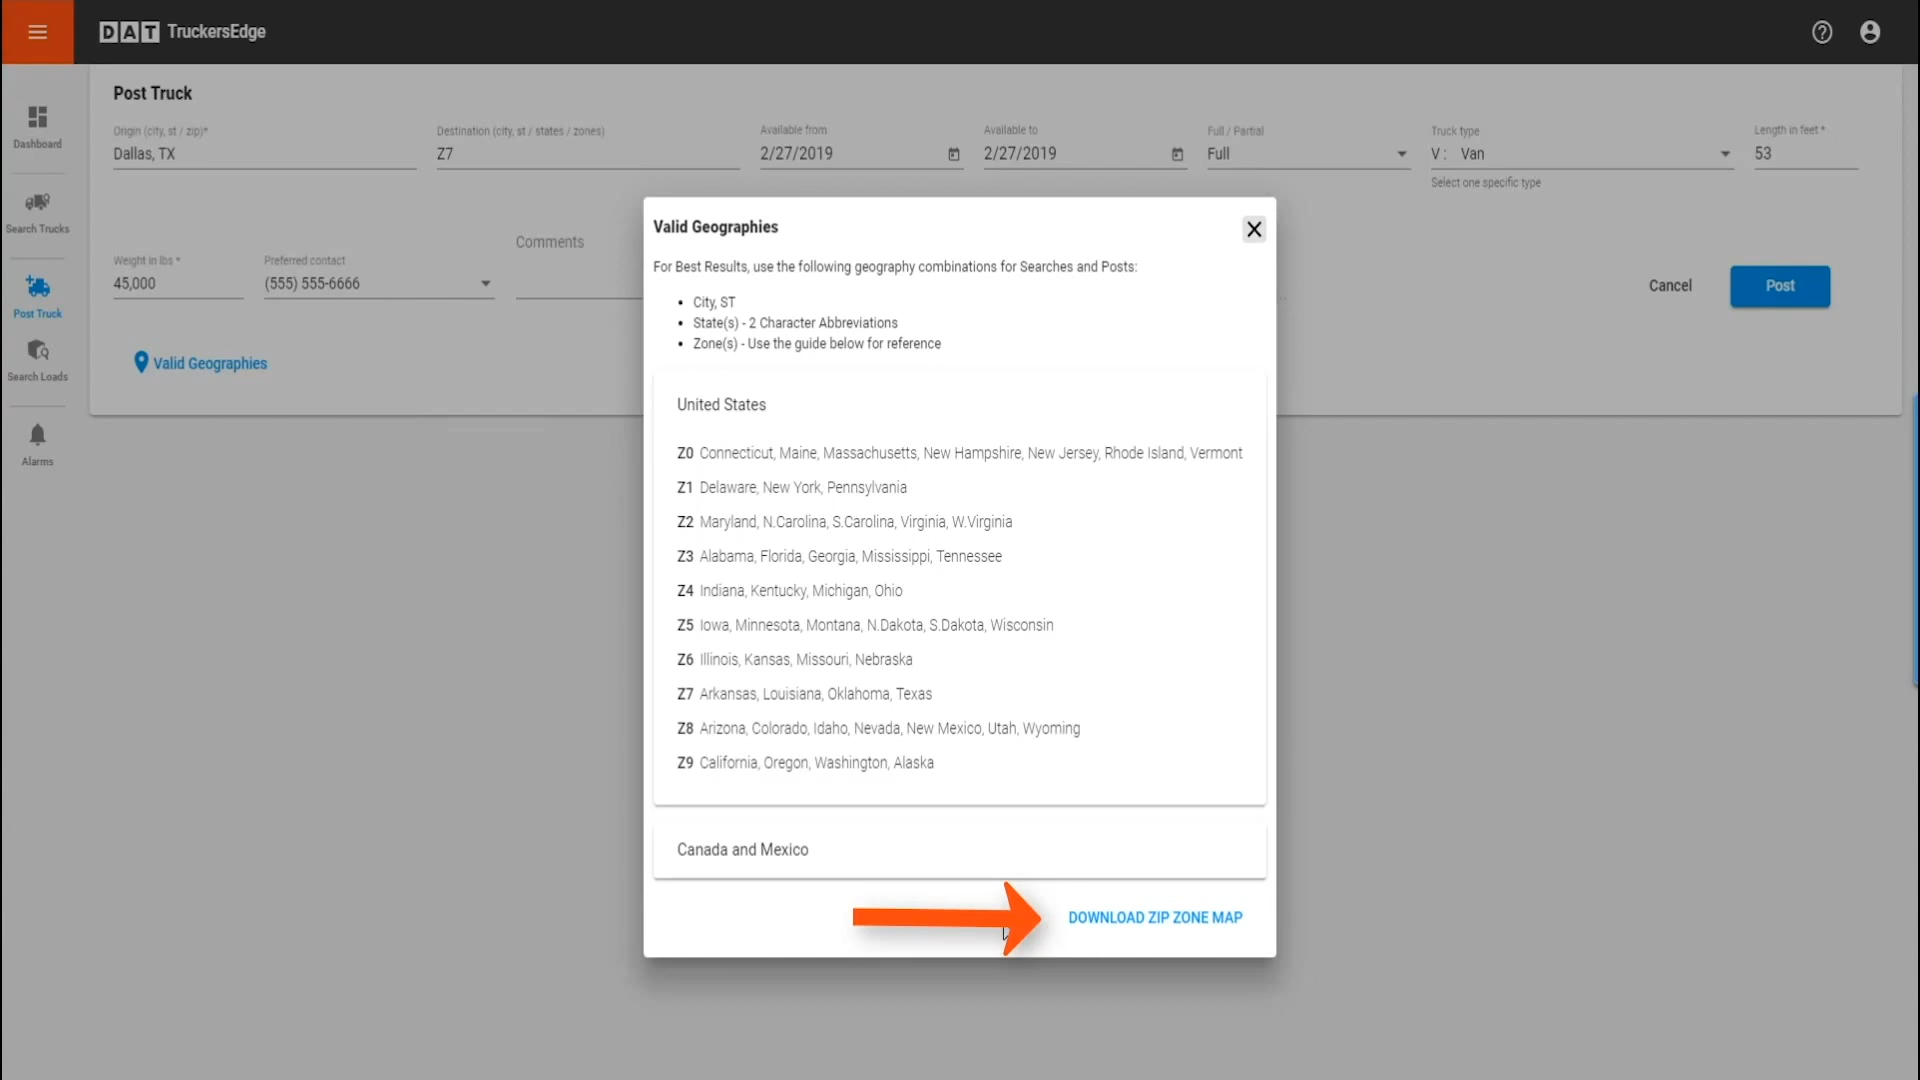 DAT TruckersEdge
Dashboard
Search Trucks
Post Truck
Search Loads
Alarms
Post Truck
Origin (city, st / zip)*
Dallas, TX
Destination (city, st / states / zones)
Z7
Available from
2/27/2019
Available to
2/27/2019
Full / Partial
Full
Truck type
V : Van
Select one specific type
Length in feet *
53
Weight in lbs *
45,000
Preferred contact
(555) 555-6666
Comments
Cancel
Post
Valid Geographies
Valid Geographies
X
For Best Results, use the following geography combinations for Searches and Posts:
• City, ST
• State(s) - 2 Character Abbreviations
• Zone(s) - Use the guide below for reference
United States
Z0 Connecticut, Maine, Massachusetts, New Hampshire, New Jersey, Rhode Island, Vermont
Z1 Delaware, New York, Pennsylvania
Z2 Maryland, N.Carolina, S.Carolina, Virginia, W.Virginia
Z3 Alabama, Florida, Georgia, Mississippi, Tennessee
Z4 Indiana, Kentucky, Michigan, Ohio
Z5 Iowa, Minnesota, Montana, N.Dakota, S.Dakota, Wisconsin
Z6 Illinois, Kansas, Missouri, Nebraska
Z7 Arkansas, Louisiana, Oklahoma, Texas
Z8 Arizona, Colorado, Idaho, Nevada, New Mexico, Utah, Wyoming
Z9 California, Oregon, Washington, Alaska
Canada and Mexico
DOWNLOAD ZIP ZONE MAP